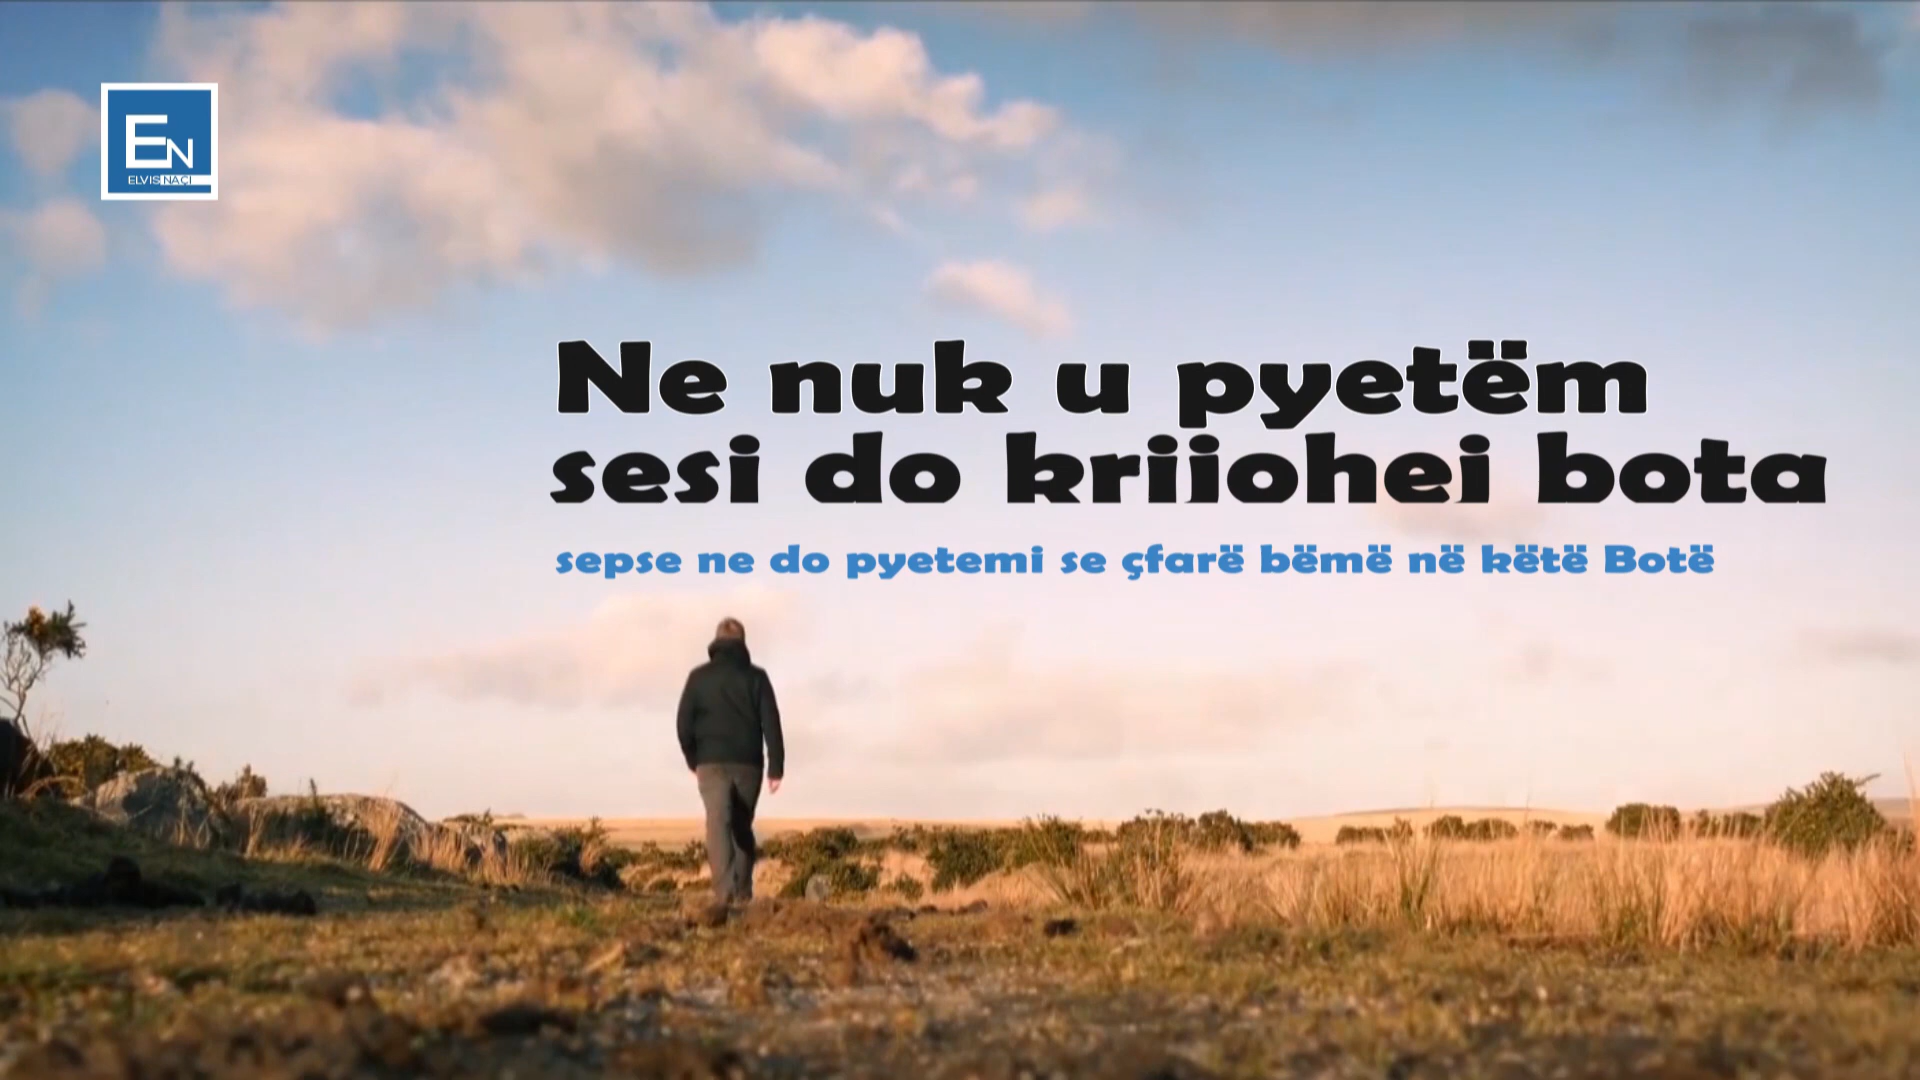 EN
ELVIS NAÇI
Ne nuk u pyetëm
sesi do krijohej bota
sepse ne do pyetemi se çfarë bëmë në këtë Botë